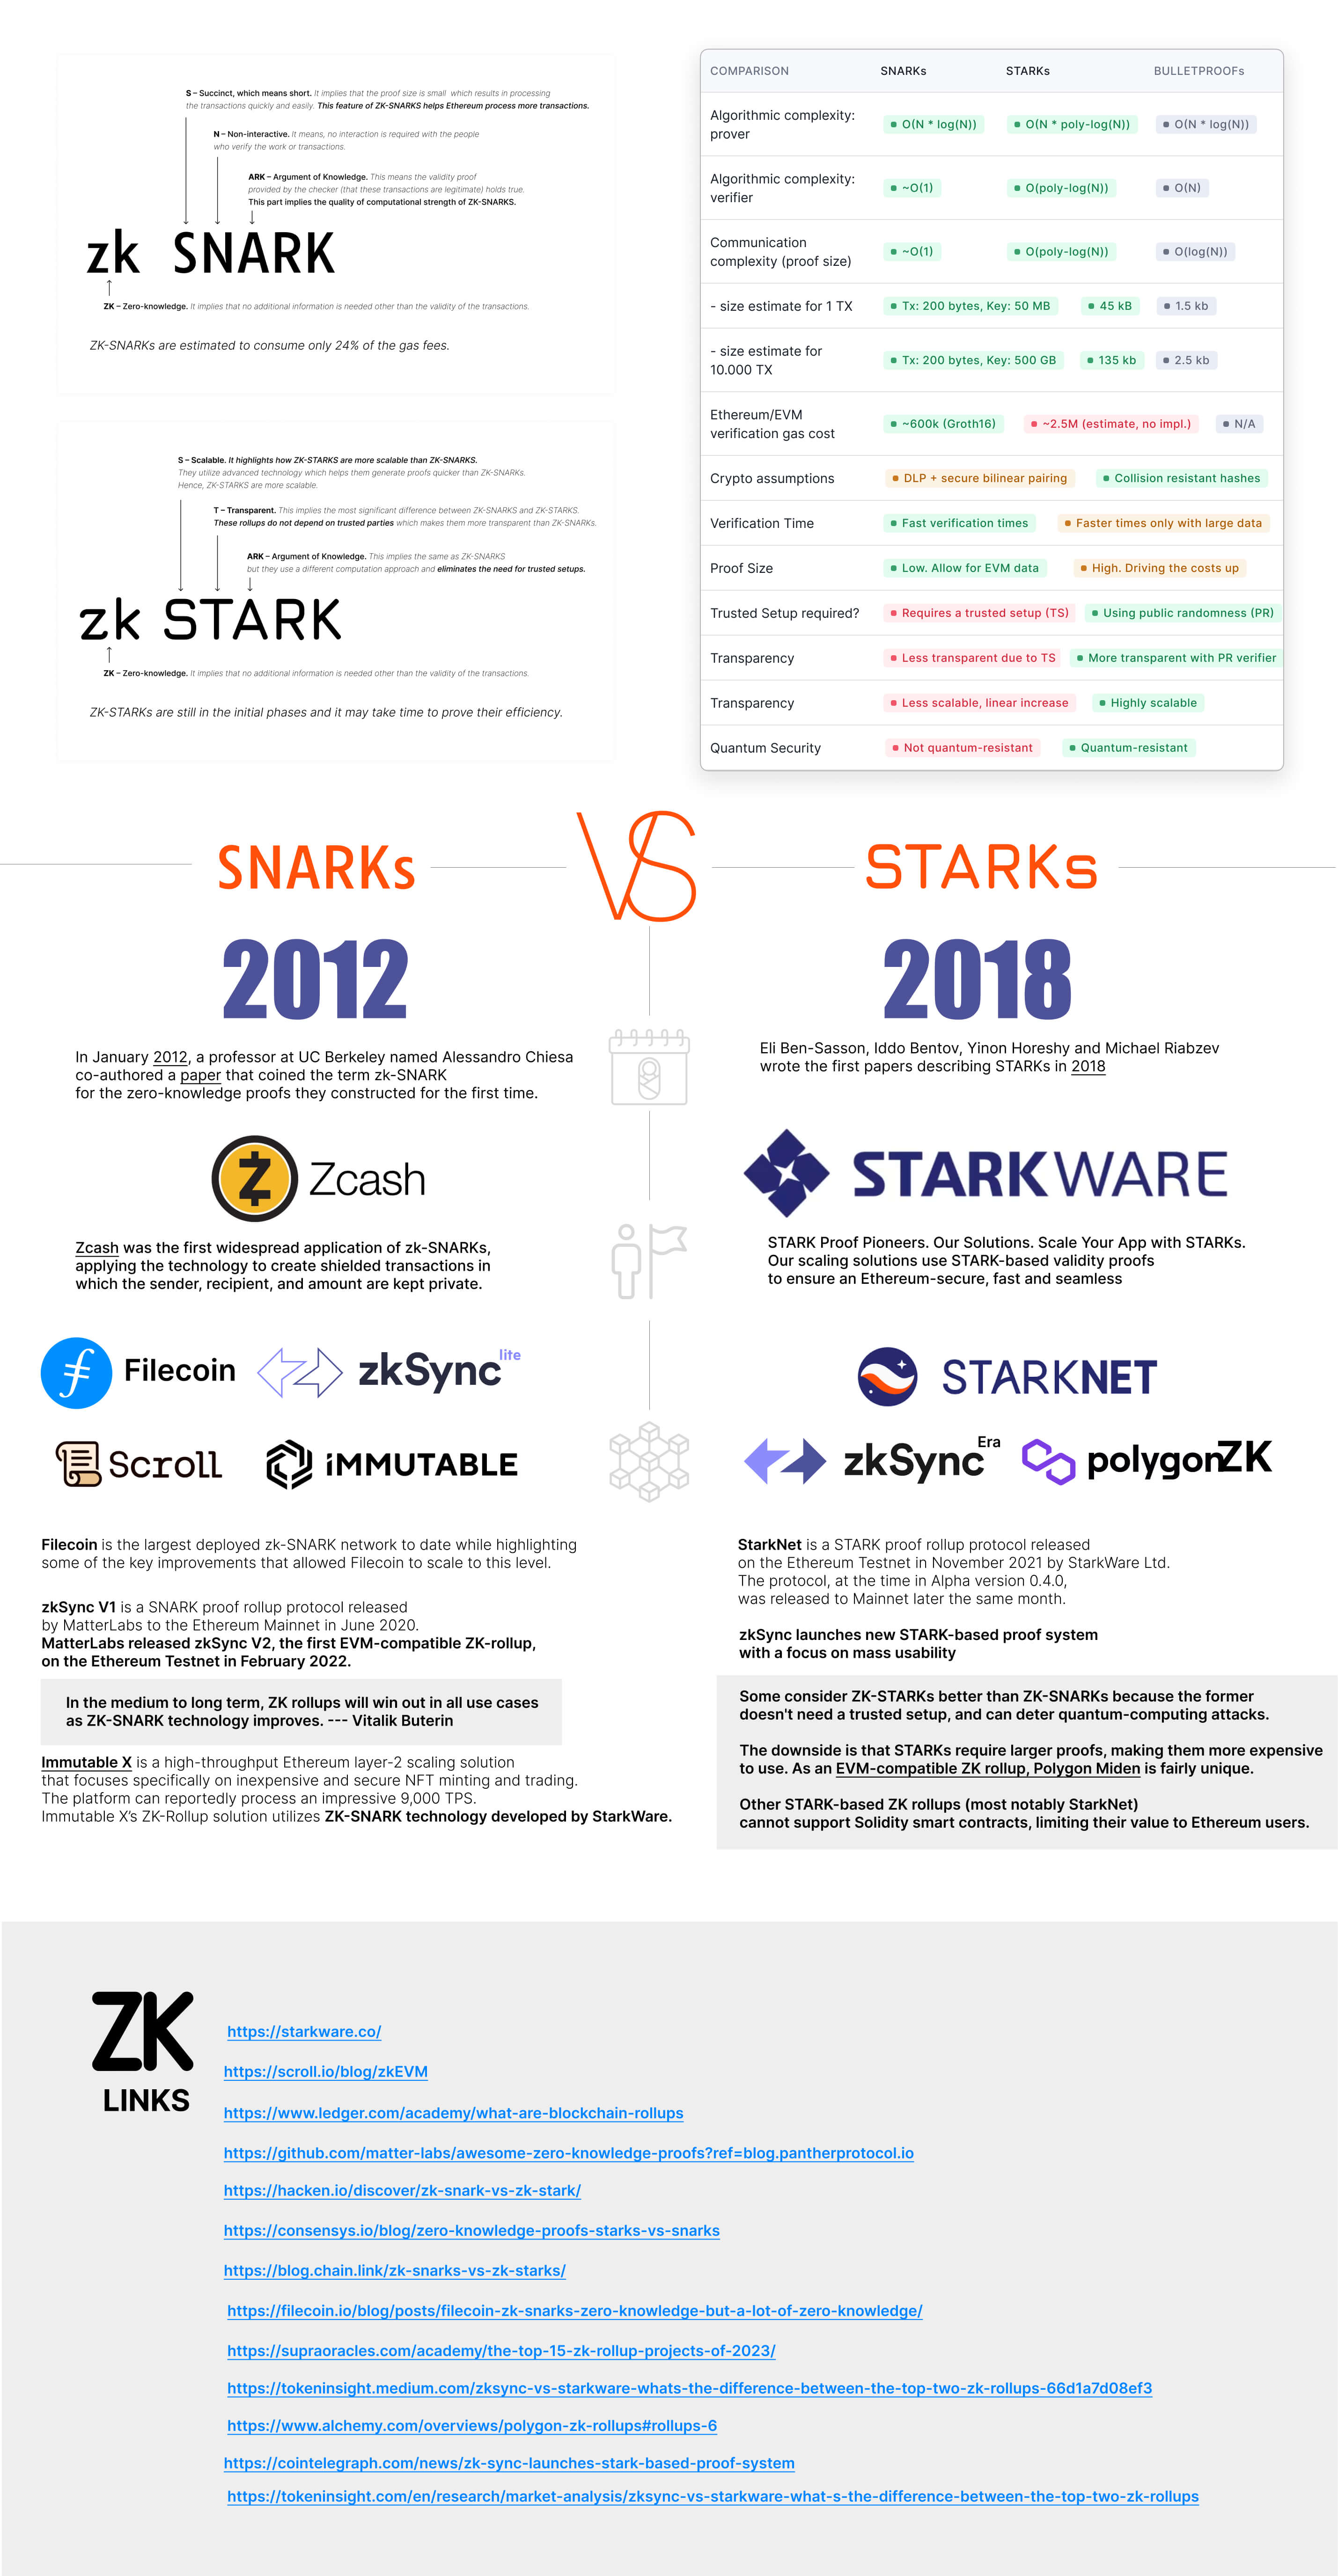 S – Succinct, which means short. It implies that the proof size is small which results in processing
the transactions quickly and easily. This feature of ZK-SNARKS helps Ethereum process more transactions.
N – Non-interactive. It means, no interaction is required with the people
who verify the work or transactions.
ARK – Argument of Knowledge. This means the validity proof
provided by the checker (that these transactions are legitimate) holds true.
This part implies the quality of computational strength of ZK-SNARKS.
zk SNARK
ZK – Zero-knowledge. It implies that no additional information is needed other than the validity of the transactions.
ZK-SNARKs are estimated to consume only 24% of the gas fees.
S – Scalable. It highlights how ZK-STARKS are more scalable than ZK-SNARKS.
They utilize advanced technology which helps them generate proofs quicker than ZK-SNARKs.
Hence, ZK-STARKS are more scalable.
T – Transparent. This implies the most significant difference between ZK-SNARKS and ZK-STARKS.
These rollups do not depend on trusted parties which makes them more transparent than ZK-SNARKs.
ARK – Argument of Knowledge. This implies the same as ZK-SNARKS
but they use a different computation approach and eliminates the need for trusted setups.
zk STARK
ZK – Zero-knowledge. It implies that no additional information is needed other than the validity of the transactions.
ZK-STARKs are still in the initial phases and it may take time to prove their efficiency.
COMPARISON SNARKs STARKs BULLETPROOFs
Algorithmic complexity:
prover
O(N * log(N)) O(N * poly-log(N)) O(N * log(N))
Algorithmic complexity:
verifier
~O(1) O(poly-log(N)) O(N)
Communication
complexity (proof size)
~O(1) O(poly-log(N)) O(log(N))
- size estimate for 1 TX Tx: 200 bytes, Key: 50 MB 45 kB 1.5 kb
- size estimate for
10.000 TX
Tx: 200 bytes, Key: 500 GB 135 kb 2.5 kb
Ethereum/EVM
verification gas cost
~600k (Groth16) ~2.5M (estimate, no impl.) N/A
Crypto assumptions DLP + secure bilinear pairing Collision resistant hashes
Verification Time Fast verification times Faster times only with large data
Proof Size Low. Allow for EVM data High. Driving the costs up
Trusted Setup required? Requires a trusted setup (TS) Using public randomness (PR)
Transparency Less transparent due to TS More transparent with PR verifier
Transparency Less scalable, linear increase Highly scalable
Quantum Security Not quantum-resistant Quantum-resistant
SNARKs VS STARKs
2012
In January 2012, a professor at UC Berkeley named Alessandro Chiesa
co-authored a paper that coined the term zk-SNARK
for the zero-knowledge proofs they constructed for the first time.
Zcash
Zcash was the first widespread application of zk-SNARKs,
applying the technology to create shielded transactions in
which the sender, recipient, and amount are kept private.
Filecoin zkSync lite
Scroll iMMUTABLE
Filecoin is the largest deployed zk-SNARK network to date while highlighting
some of the key improvements that allowed Filecoin to scale to this level.
zkSync V1 is a SNARK proof rollup protocol released
by MatterLabs to the Ethereum Mainnet in June 2020.
MatterLabs released zkSync V2, the first EVM-compatible ZK-rollup,
on the Ethereum Testnet in February 2022.
In the medium to long term, ZK rollups will win out in all use cases
as ZK-SNARK technology improves. --- Vitalik Buterin
Immutable X is a high-throughput Ethereum layer-2 scaling solution
that focuses specifically on inexpensive and secure NFT minting and trading.
The platform can reportedly process an impressive 9,000 TPS.
Immutable X’s ZK-Rollup solution utilizes ZK-SNARK technology developed by StarkWare.
2018
Eli Ben-Sasson, Iddo Bentov, Yinon Horeshy and Michael Riabzev
wrote the first papers describing STARKs in 2018
STARKWARE
STARK Proof Pioneers. Our Solutions. Scale Your App with STARKs.
Our scaling solutions use STARK-based validity proofs
to ensure an Ethereum-secure, fast and seamless
STARKNET
zkSync Era polygon ZK
StarkNet is a STARK proof rollup protocol released
on the Ethereum Testnet in November 2021 by StarkWare Ltd.
The protocol, at the time in Alpha version 0.4.0,
was released to Mainnet later the same month.
zkSync launches new STARK-based proof system
with a focus on mass usability
Some consider ZK-STARKs better than ZK-SNARKs because the former
doesn't need a trusted setup, and can deter quantum-computing attacks.
The downside is that STARKs require larger proofs, making them more expensive
to use. As an EVM-compatible ZK rollup, Polygon Miden is fairly unique.
Other STARK-based ZK rollups (most notably StarkNet)
cannot support Solidity smart contracts, limiting their value to Ethereum users.
ZK
LINKS
https://starkware.co/
https://scroll.io/blog/zkEVM
https://www.ledger.com/academy/what-are-blockchain-rollups
https://github.com/matter-labs/awesome-zero-knowledge-proofs?ref=blog.pantherprotocol.io
https://hacken.io/discover/zk-snark-vs-zk-stark/
https://consensys.io/blog/zero-knowledge-proofs-starks-vs-snarks
https://blog.chain.link/zk-snarks-vs-zk-starks/
https://filecoin.io/blog/posts/filecoin-zk-snarks-zero-knowledge-but-a-lot-of-zero-knowledge/
https://supraoracles.com/academy/the-top-15-zk-rollup-projects-of-2023/
https://tokeninsight.medium.com/zksync-vs-starkware-whats-the-difference-between-the-top-two-zk-rollups-66d1a7d08ef3
https://www.alchemy.com/overviews/polygon-zk-rollups#rollups-6
https://cointelegraph.com/news/zk-sync-launches-stark-based-proof-system
https://tokeninsight.com/en/research/market-analysis/zksync-vs-starkware-what-s-the-difference-between-the-top-two-zk-rollups